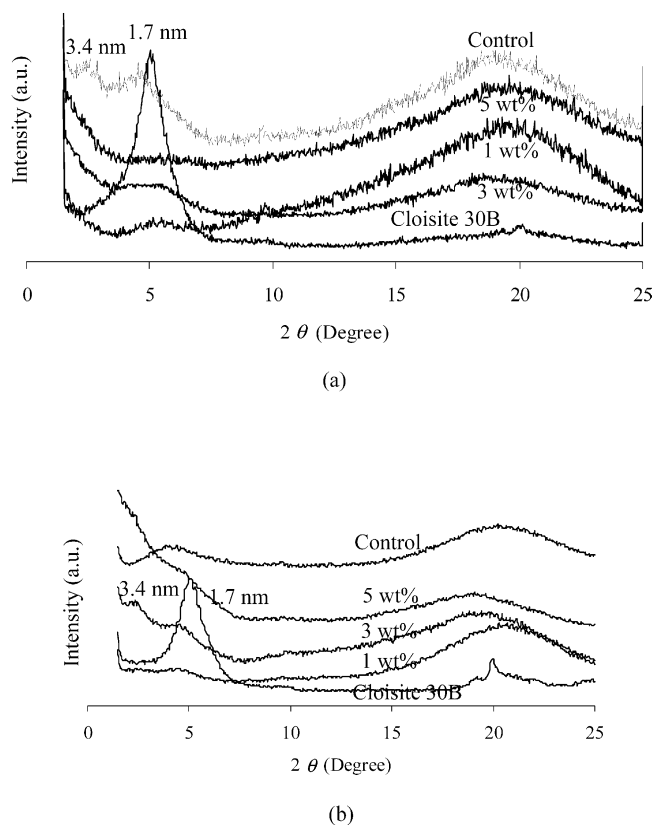 3.4 nm
1.7 nm
Control
5 wt%
1 wt%
3 wt%
Cloisite 30B
Intensity (a.u.)
0 5 10 15 20 25
2 θ (Degree)
(a)
Control
3.4 nm
1.7 nm
5 wt%
3 wt%
1 wt%
Cloisite 30B
Intensity (a.u.)
0 5 10 15 20 25
2 θ (Degree)
(b)